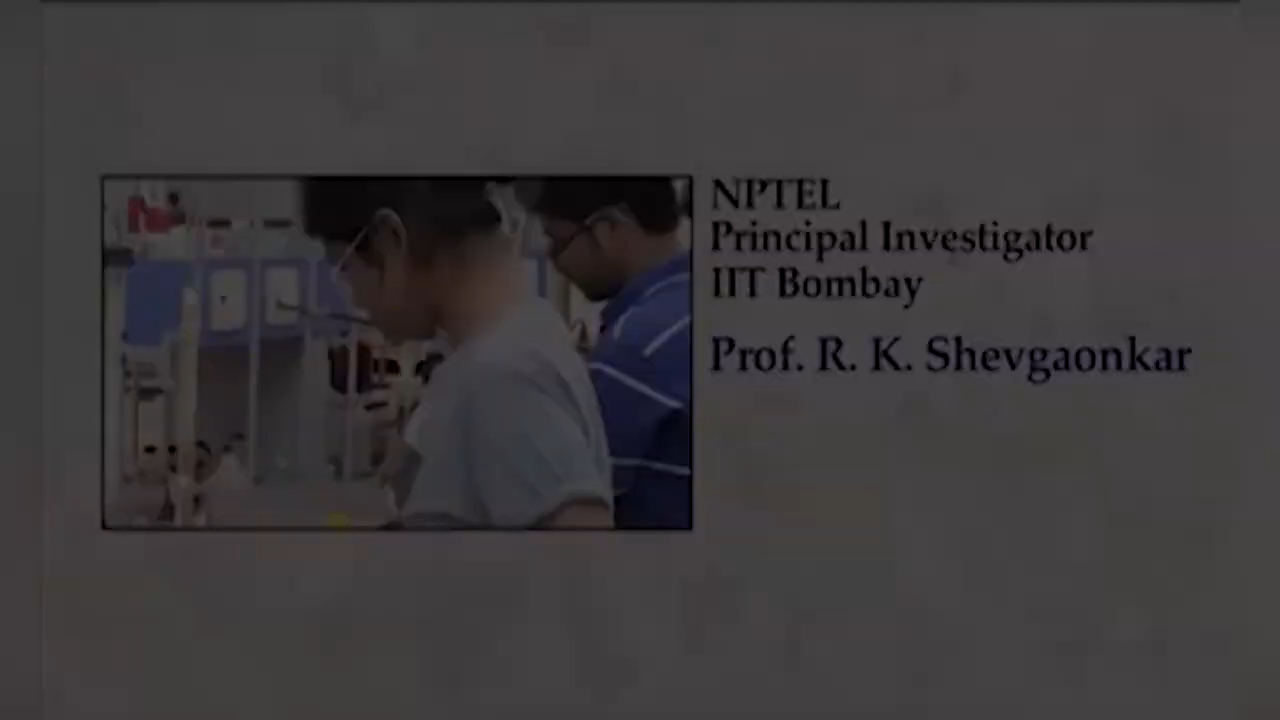 NPTEL
Principal Investigator
IIT Bombay
Prof. R. K. Shevgaonkar